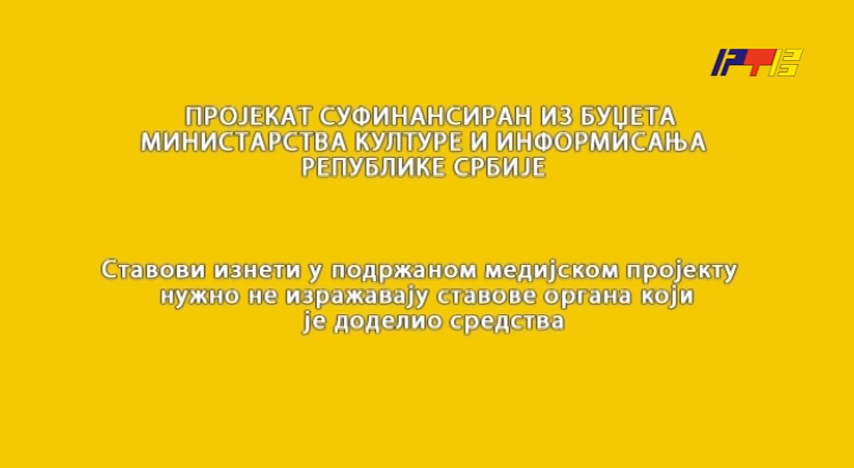 РТВ
ПРОЈЕКАТ СУФИНАНСИРАН ИЗ БУЏЕТА
МИНИСТАРСТВА КУЛТУРЕ И ИНФОРМИСАЊА
РЕПУБЛИКЕ СРБИЈЕ
Ставови изнети у подржаном медијском пројекту
нужно не изражавају ставове органа који
је доделио средства